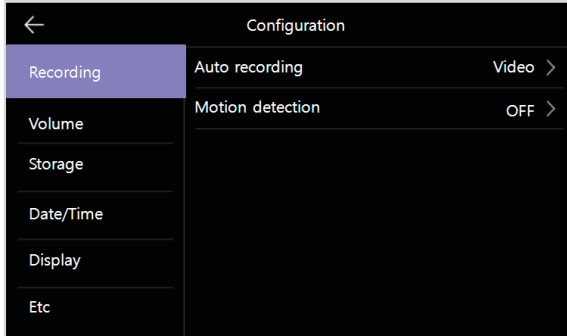 Configuration
Recording
Auto recording Video
Motion detection OFF
Volume
Storage
Date/Time
Display
Etc